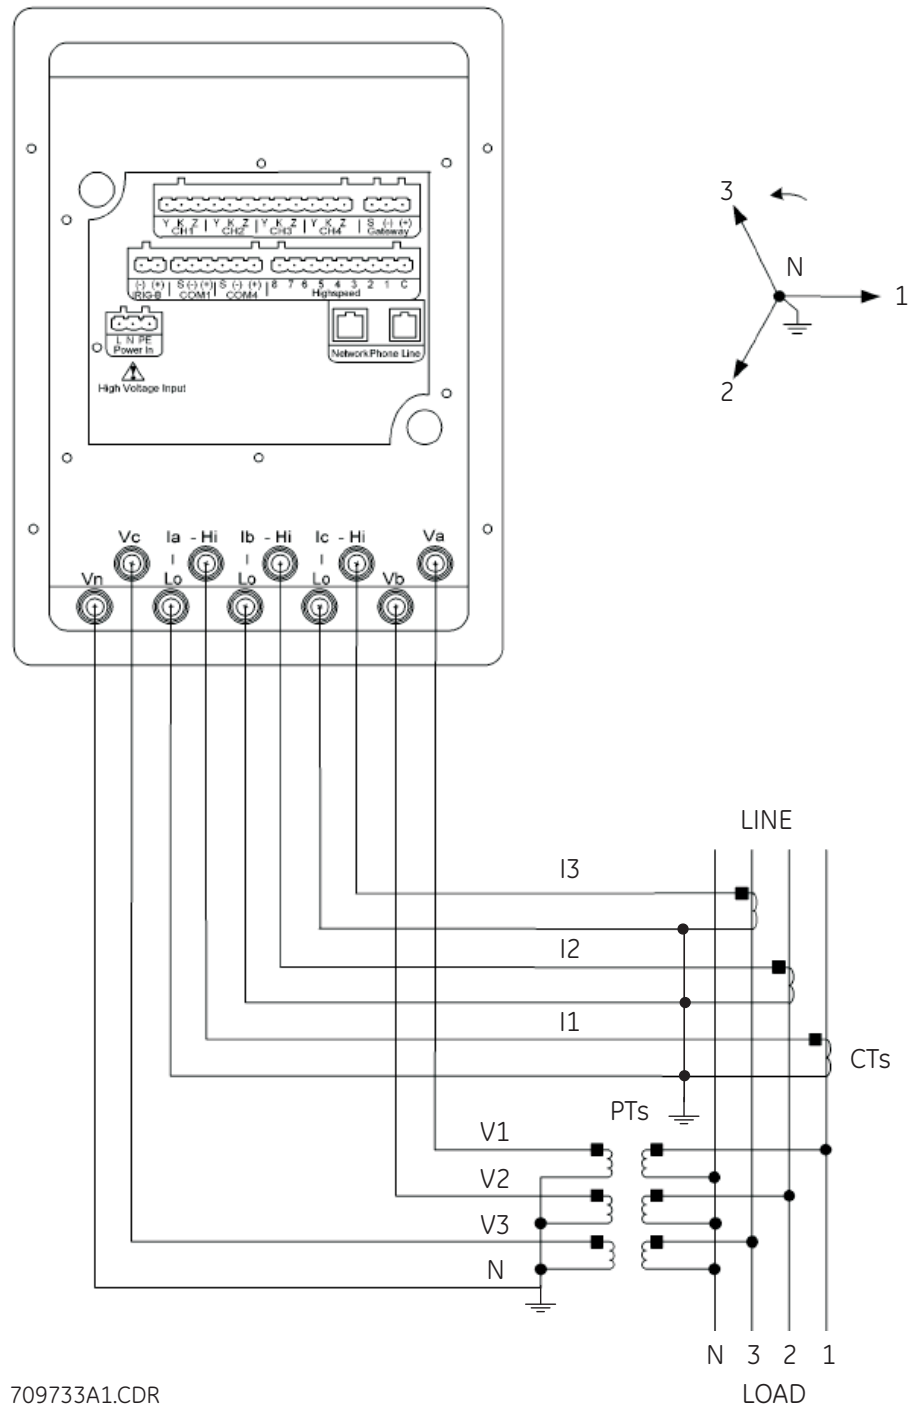 Y K Z | Y K Z | Y K Z | Y K Z | S (-) (+)
CH1 CH2 CH3 CH4 Gateway
(-) (+) | S (-) (+) | S (-) (+) | 8 7 6 5 4 3 2 1 C
IRIG-B COM1 COM4 Highspeed
L N PE
Power In
Network Phone Line
High Voltage Input
3
N
1
2
Vc Ia - Hi Ib - Hi Ic - Hi Va
Vn Lo Lo Lo Vb
LINE
I3
I2
I1
CTs
PTs
V1
V2
V3
N
N 3 2 1
LOAD
709733A1.CDR